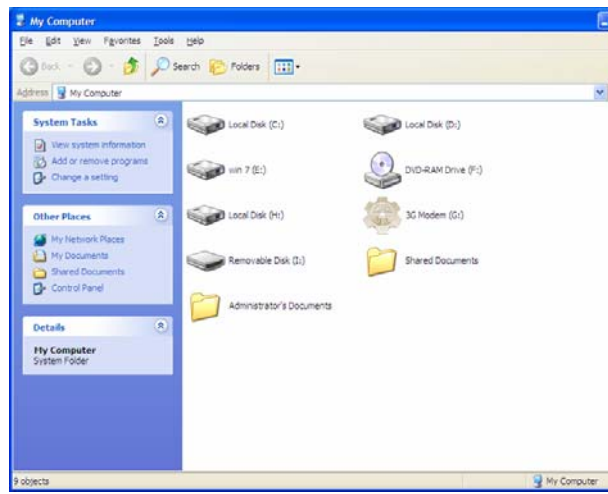 My Computer
File Edit View Favorites Tools Help
Back Search Folders
Address My Computer
System Tasks
View system information
Add or remove programs
Change a setting
Other Places
My Network Places
My Documents
Shared Documents
Control Panel
Details
My Computer
System Folder
Local Disk (C:) Local Disk (D:)
win 7 (E:) DVD-RAM Drive (F:)
Local Disk (H:) 3G Modem (G:)
Removable Disk (I:) Shared Documents
Administrator's Documents
9 objects My Computer